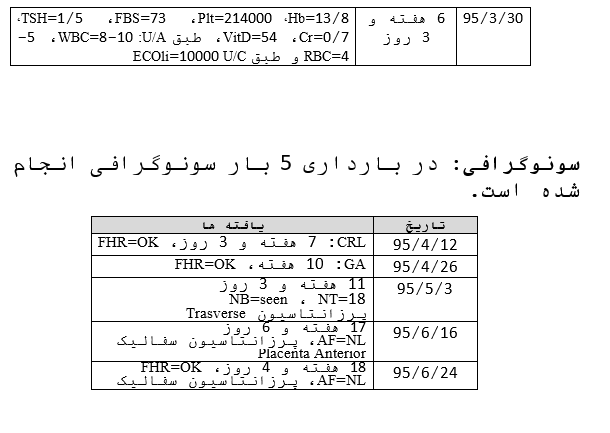 95/3/30
6 هفته و 3 روز
Hb=13/8، Plt=214000، FBS=73، TSH=1/5،
Cr=0/7، VitD=54، طبق U/A: WBC=8-10، 5-
RBC=4 و طبق U/C ECOli=10000
سونوگرافی: در بارداری 5 بار سونوگرافی انجام
شده است.
تاریخ یافته ها
95/4/12
CRL: 7 هفته و 3 روز، FHR=OK
95/4/26
GA: 10 هفته، FHR=OK
95/5/3
11 هفته و 3 روز
NB=seen ، NT=18
پرزانتاسیون Trasverse
95/6/16
17 هفته و 6 روز
AF=NL، پرزانتاسیون سفالیک
Placenta Anterior
95/6/24
18 هفته و 4 روز، FHR=OK
AF=NL، پرزانتاسیون سفالیک